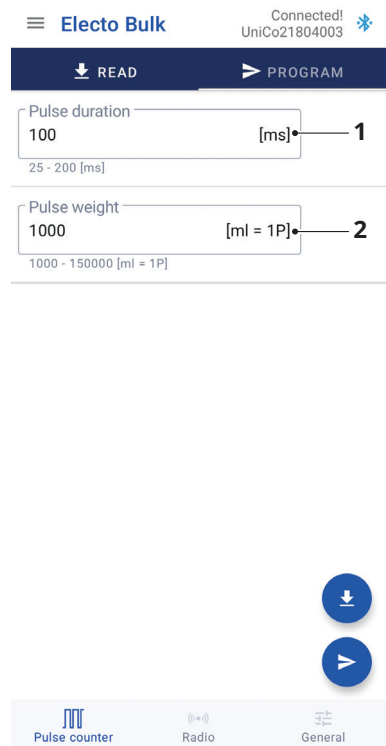 Electo Bulk
Connected!
UniCo21804003
READ
PROGRAM
Pulse duration
100 [ms] 1
25 - 200 [ms]
Pulse weight
1000 [ml = 1P] 2
1000 - 150000 [ml = 1P]
Pulse counter Radio General